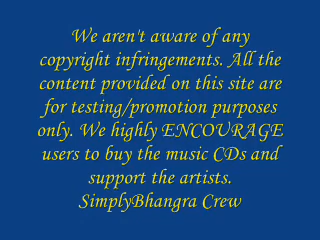 We aren't aware of any
copyright infringements. All the
content provided on this site are
for testing/promotion purposes
only. We highly ENCOURAGE
users to buy the music CDs and
support the artists.
SimplyBhangra Crew